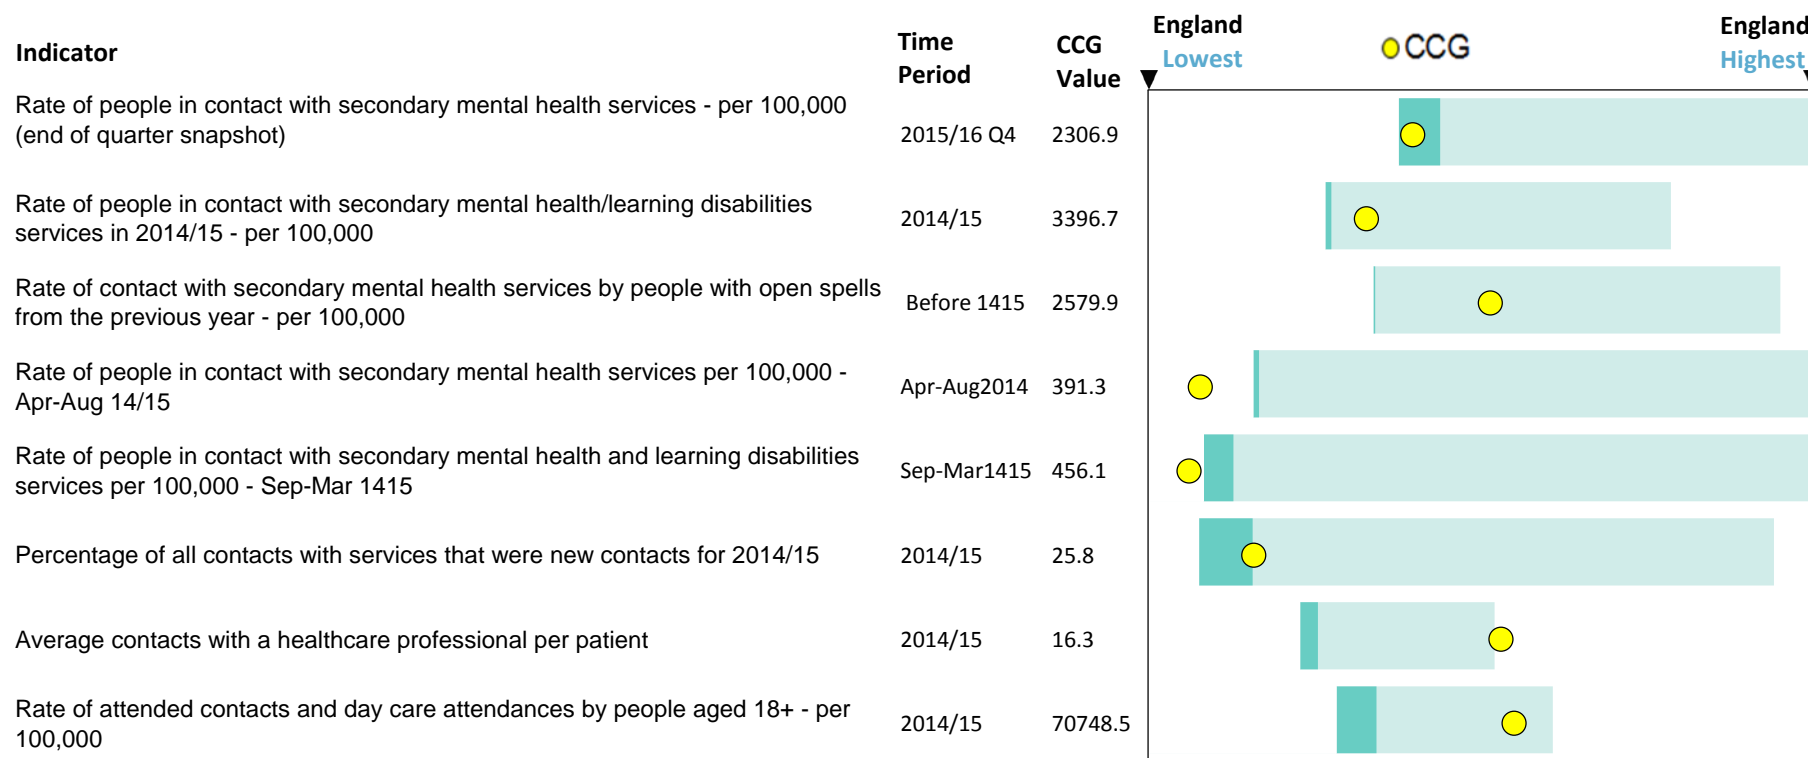 Indicator
Time Period
CCG Value
England Lowest
CCG
England Highest
Rate of people in contact with secondary mental health services - per 100,000
(end of quarter snapshot)
2015/16 Q4 2306.9
Rate of people in contact with secondary mental health/learning disabilities
services in 2014/15 - per 100,000
2014/15 3396.7
Rate of contact with secondary mental health services by people with open spells
from the previous year - per 100,000
Before 1415 2579.9
Rate of people in contact with secondary mental health services per 100,000 -
Apr-Aug 14/15
Apr-Aug2014 391.3
Rate of people in contact with secondary mental health and learning disabilities
services per 100,000 - Sep-Mar 1415
Sep-Mar1415 456.1
Percentage of all contacts with services that were new contacts for 2014/15 2014/15 25.8
Average contacts with a healthcare professional per patient 2014/15 16.3
Rate of attended contacts and day care attendances by people aged 18+ - per
100,000
2014/15 70748.5